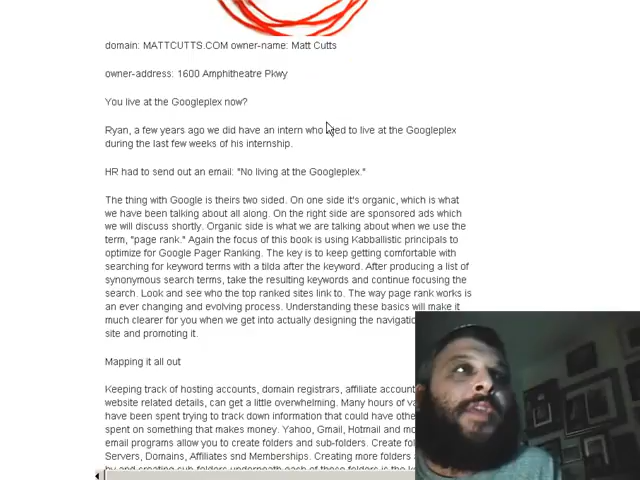 domain: MATTCUTTS.COM owner-name: Matt Cutts
owner-address: 1600 Amphitheatre Pkwy
You live at the Googleplex now?
Ryan, a few years ago we did have an intern who to live at the Googleplex
during the last few weeks of his internship.
HR had to send out an email: "No living at the Googleplex."
The thing with Google is theirs two sided. On one side it's organic, which is what
we have been talking about all along. On the right side are sponsored ads which
we will discuss shortly. Organic side is what we are talking about when we use the
term, "page rank." Again the focus of this book is using Kabballistic principals to
optimize for Google Pager Ranking. The key is to keep getting comfortable with
searching for keyword terms with a tilda after the keyword. After producing a list of
synonymous search terms, take the resulting keywords and continue focusing the
search. Look and see who the top ranked sites link to. The way page rank works is
an ever changing and evolving process. Understanding these basics will make it
much clearer for you when we get into actually designing the
site and promoting it.
Mapping it all out
Keeping track of hosting accounts, domain registrars, affiliate
website related details, can get a little overwhelming. Many hours of
have been spent trying to track down information that could have
spent on something that makes money. Yahoo, Gmail, Hotmail and
email programs allow you to create folders and sub-folders. Create
Servers, Domains, Affiliates snd Memberships. Creating more folders
by and creating sub folders underneath each of these folders is the